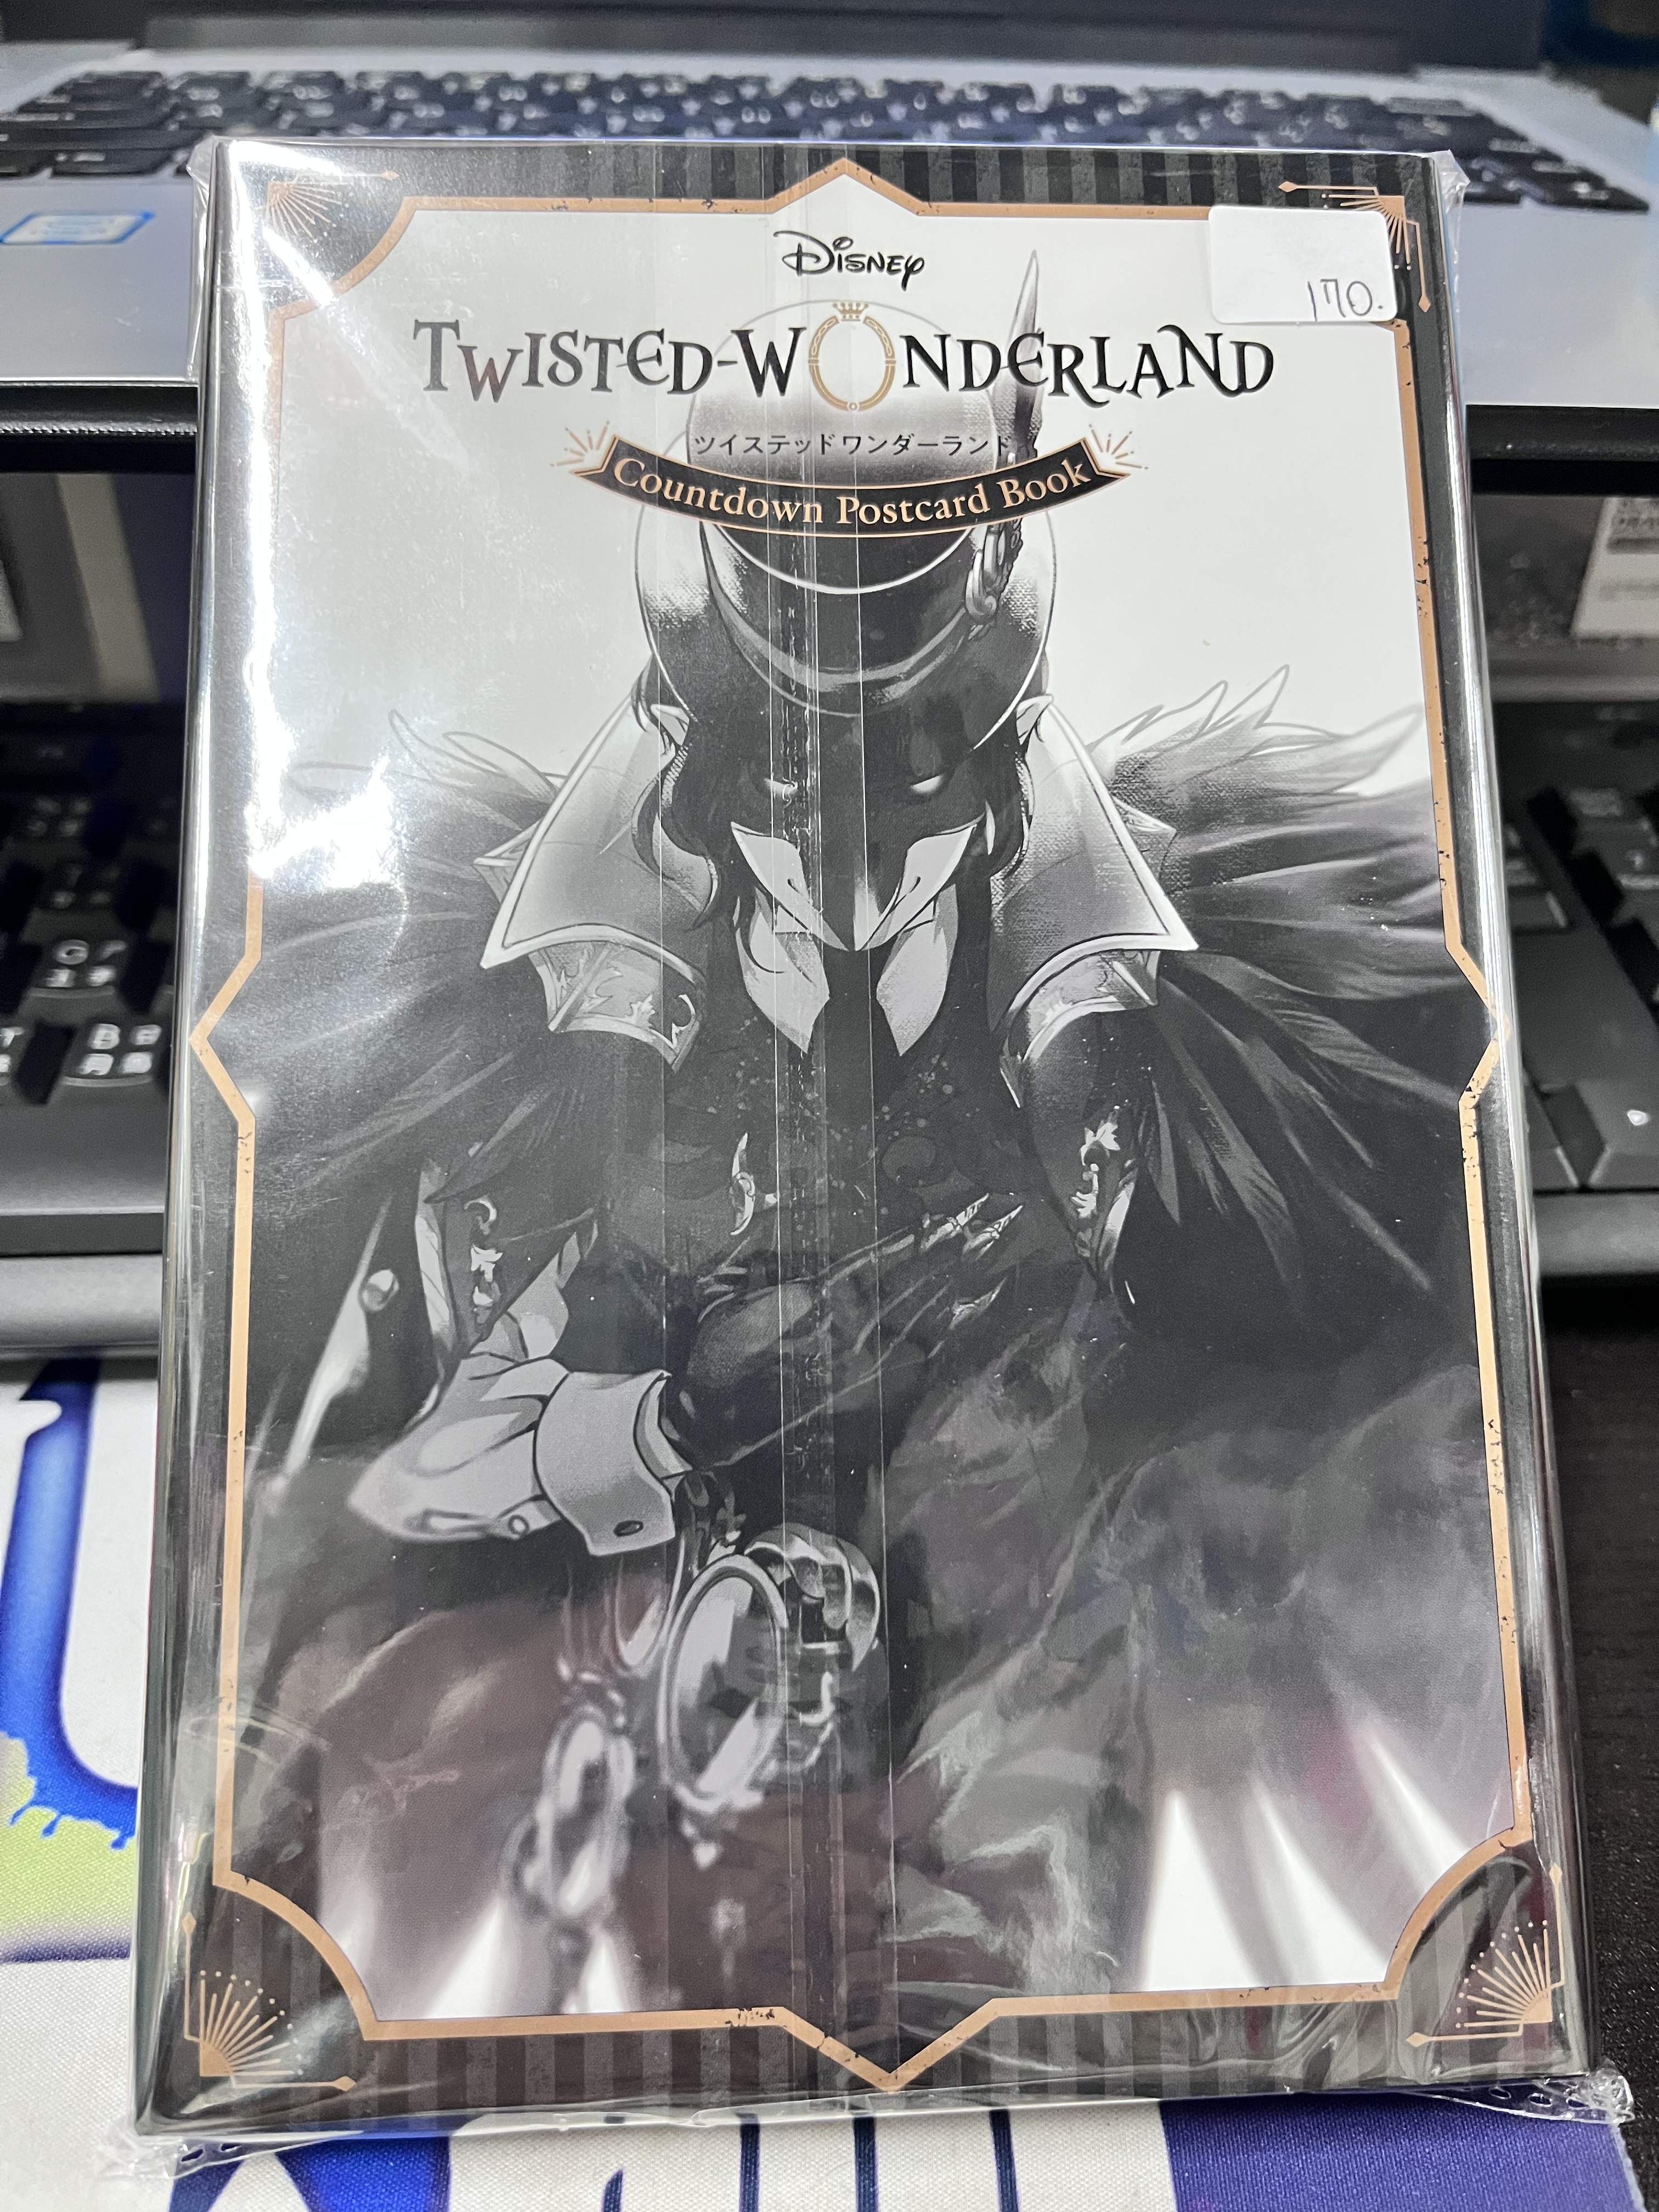 Disney
170.
TWISTED-WONDERLAND
ツイステッドワンダーランド
Countdown Postcard Book